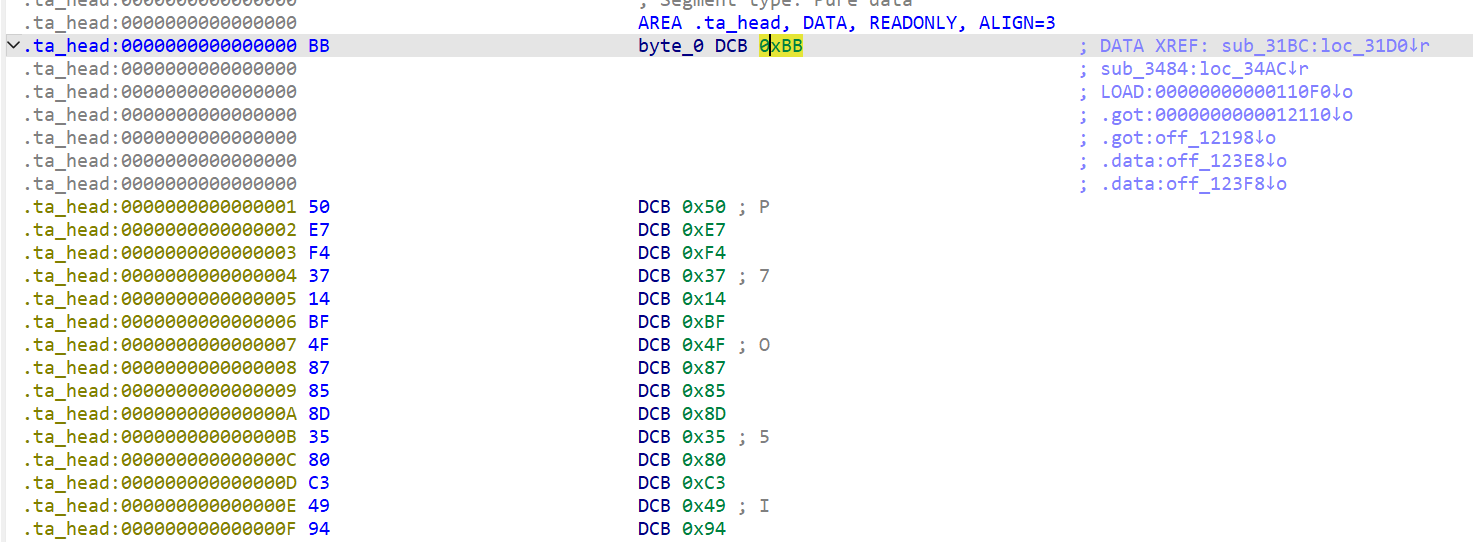 .ta_head:0000000000000000 ; Segment type: Pure data
.ta_head:0000000000000000 AREA .ta_head, DATA, READONLY, ALIGN=3
.ta_head:0000000000000000 BB byte_0 DCB 0xBB ; DATA XREF: sub_31BC:loc_31D0↓r
.ta_head:0000000000000000 ; sub_3484:loc_34AC↓r
.ta_head:0000000000000000 ; LOAD:00000000000110F0↓o
.ta_head:0000000000000000 ; .got:0000000000012110↓o
.ta_head:0000000000000000 ; .got:off_12198↓o
.ta_head:0000000000000000 ; .data:off_123E8↓o
.ta_head:0000000000000000 ; .data:off_123F8↓o
.ta_head:0000000000000001 50 DCB 0x50 ; P
.ta_head:0000000000000002 E7 DCB 0xE7
.ta_head:0000000000000003 F4 DCB 0xF4
.ta_head:0000000000000004 37 DCB 0x37 ; 7
.ta_head:0000000000000005 14 DCB 0x14
.ta_head:0000000000000006 BF DCB 0xBF
.ta_head:0000000000000007 4F DCB 0x4F ; O
.ta_head:0000000000000008 87 DCB 0x87
.ta_head:0000000000000009 85 DCB 0x85
.ta_head:000000000000000A 8D DCB 0x8D
.ta_head:000000000000000B 35 DCB 0x35 ; 5
.ta_head:000000000000000C 80 DCB 0x80
.ta_head:000000000000000D C3 DCB 0xC3
.ta_head:000000000000000E 49 DCB 0x49 ; I
.ta_head:000000000000000F 94 DCB 0x94